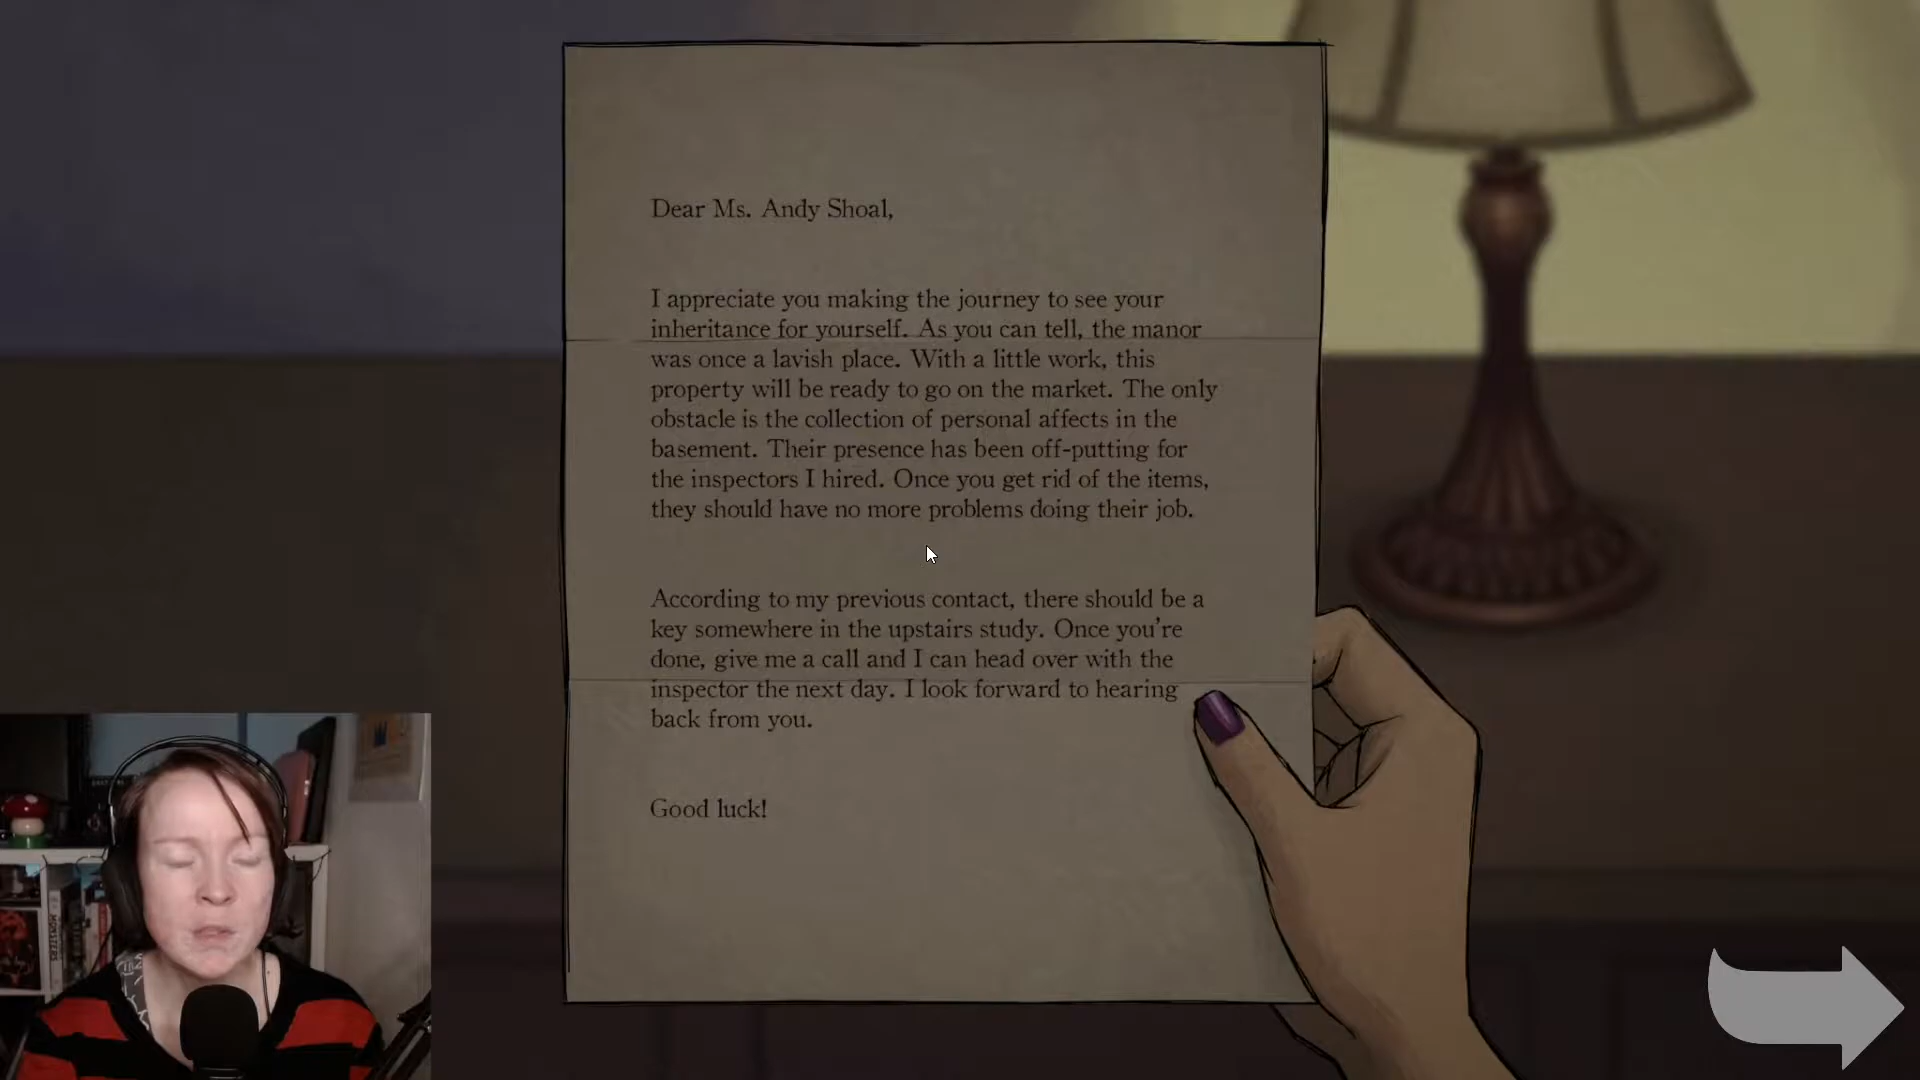 Dear Ms. Andy Shoal,
I appreciate you making the journey to see your
inheritance for yourself. As you can tell, the manor
was once a lavish place. With a little work, this
property will be ready to go on the market. The only
obstacle is the collection of personal affects in the
basement. Their presence has been off-putting for
the inspectors I hired. Once you get rid of the items,
they should have no more problems doing their job.
According to my previous contact, there should be a
key somewhere in the upstairs study. Once you're
done, give me a call and I can head over with the
inspector the next day. I look forward to hearing
back from you.
Good luck!